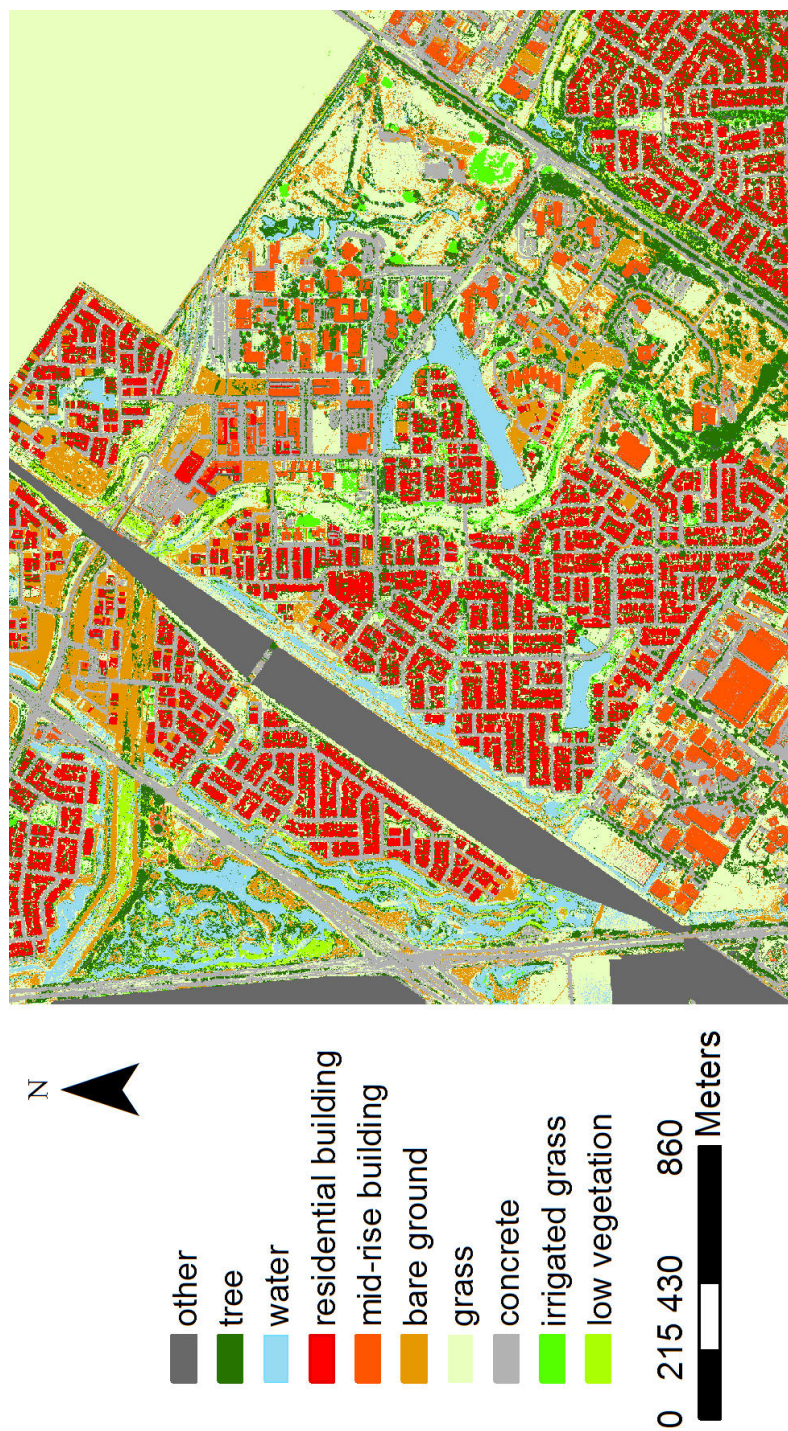 N
other
tree
water
residential building
mid-rise building
bare ground
grass
concrete
irrigated grass
low vegetation
0 215 430 860
Meters